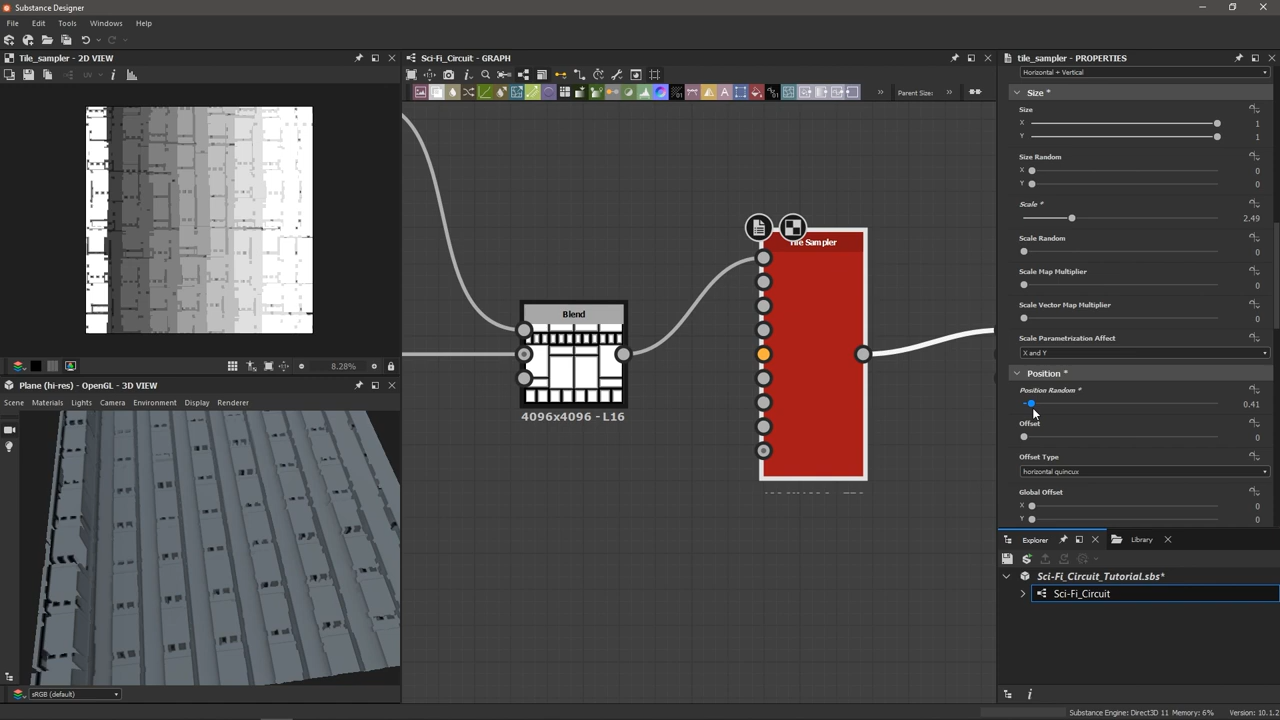 Substance Designer
File Edit Tools Windows Help
Tile_sampler - 2D VIEW
UV
8.28%
Plane (hi-res) - OpenGL - 3D VIEW
Scene Materials Lights Camera Environment Display Renderer
sRGB (default)
Sci-Fi_Circuit - GRAPH
Parent Size:
Blend
4096x4096 - L16
Tile Sampler
tile_sampler - PROPERTIES
Horizontal + Vertical
Size *
Size
X 1
Y 1
Size Random
X 0
Y 0
Scale *
2.49
Scale Random
0
Scale Map Multiplier
0
Scale Vector Map Multiplier
0
Scale Parametrization Affect
X and Y
Position *
Position Random *
0.41
Offset
0
Offset Type
horizontal quincux
Global Offset
X 0
Y 0
Explorer Library
Sci-Fi_Circuit_Tutorial.sbs*
Sci-Fi_Circuit
Substance Engine: Direct3D 11 Memory: 6% Version: 10.1.2